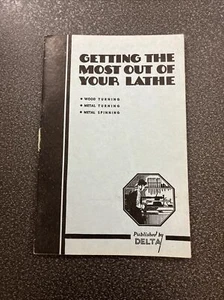 GETTING THE
MOST OUT OF
YOUR LATHE
• WOOD TURNING
• METAL TURNING
• METAL SPINNING
Published by
DELTA